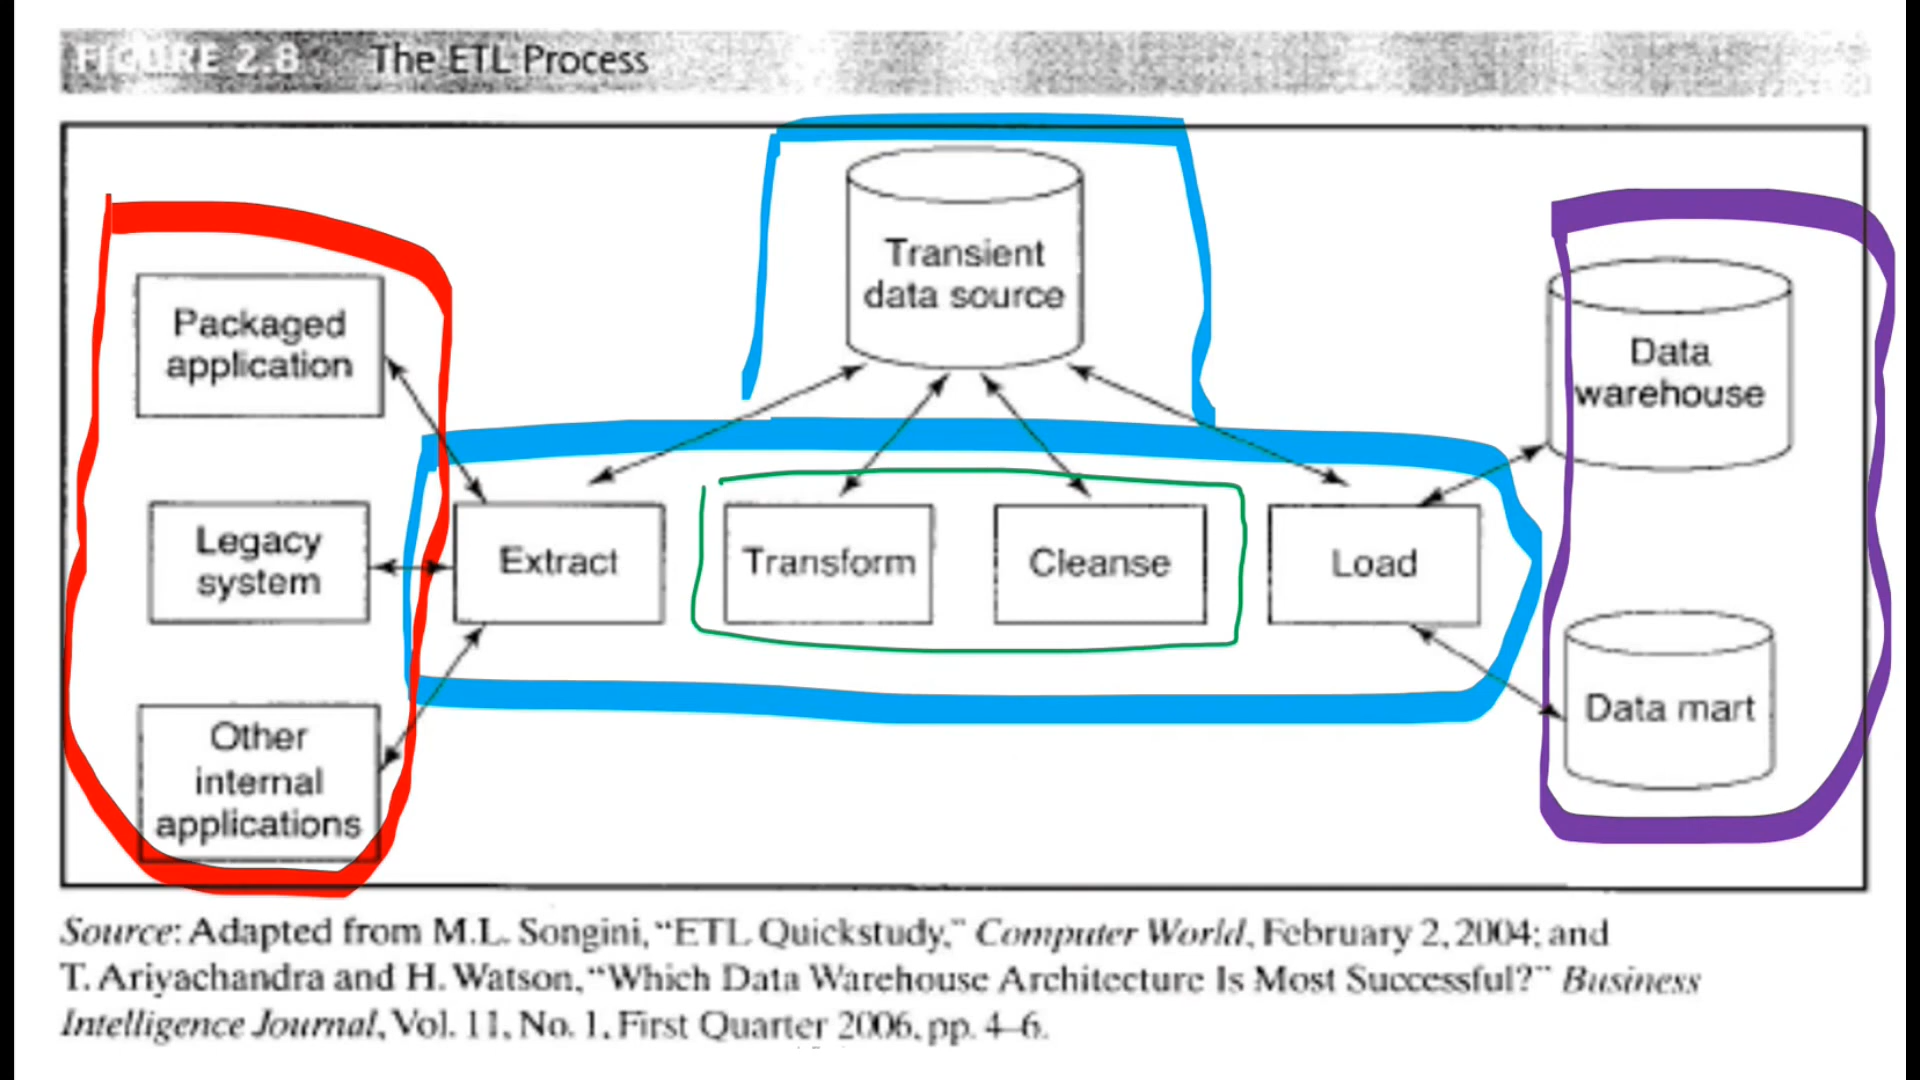 FIGURE 2.8 The ETL Process
Transient
data source
Packaged
application
Data
warehouse
Legacy
system
Extract
Transform
Cleanse
Load
Other
internal
applications
Data mart
Source: Adapted from M.L. Songini, “ETL Quickstudy,” Computer World, February 2, 2004; and
T. Ariyachandra and H. Watson, “Which Data Warehouse Architecture Is Most Successful?” Business
Intelligence Journal, Vol. 11, No. 1, First Quarter 2006, pp. 4–6.